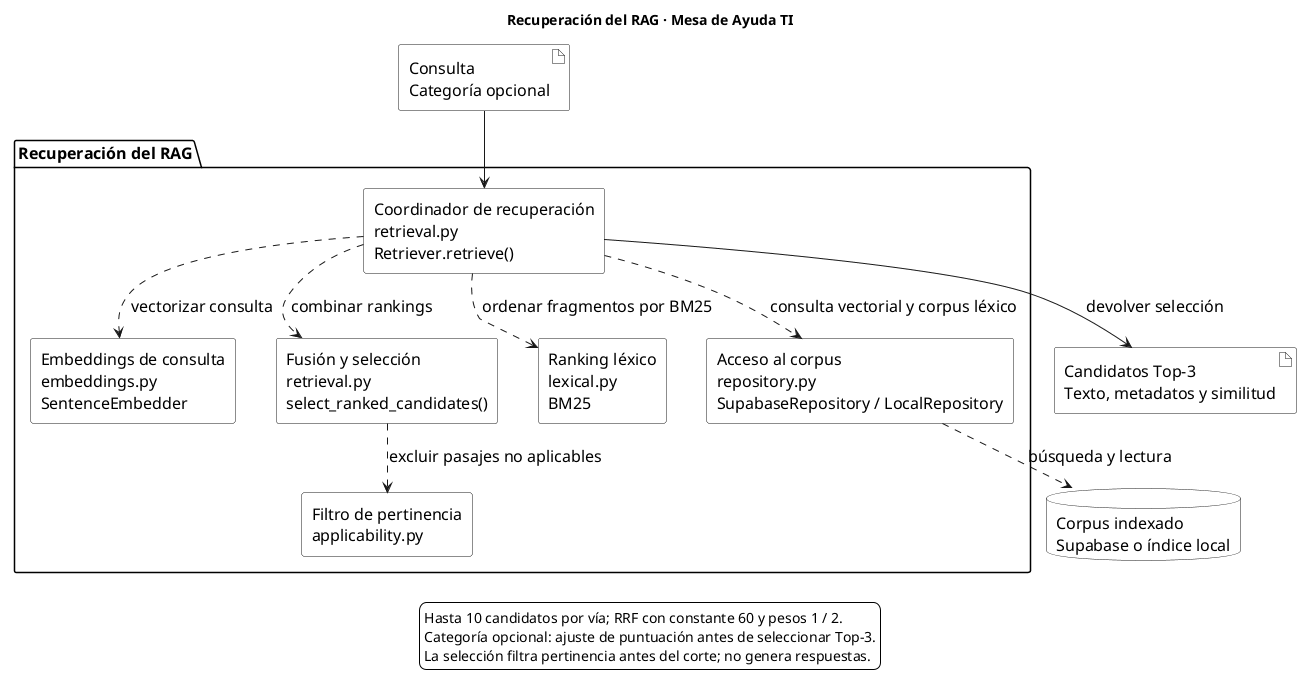 Recuperación del RAG · Mesa de Ayuda TI
Consulta
Categoría opcional
Recuperación del RAG
Coordinador de recuperación
retrieval.py
Retriever.retrieve()
vectorizar consulta
combinar rankings
ordenar fragmentos por BM25
consulta vectorial y corpus léxico
devolver selección
Embeddings de consulta
embeddings.py
SentenceEmbedder
Fusión y selección
retrieval.py
select_ranked_candidates()
Ranking léxico
lexical.py
BM25
Acceso al corpus
repository.py
SupabaseRepository / LocalRepository
Candidatos Top-3
Texto, metadatos y similitud
excluir pasajes no aplicables
búsqueda y lectura
Filtro de pertinencia
applicability.py
Corpus indexado
Supabase o índice local
Hasta 10 candidatos por vía; RRF con constante 60 y pesos 1 / 2.
Categoría opcional: ajuste de puntuación antes de seleccionar Top-3.
La selección filtra pertinencia antes del corte; no genera respuestas.